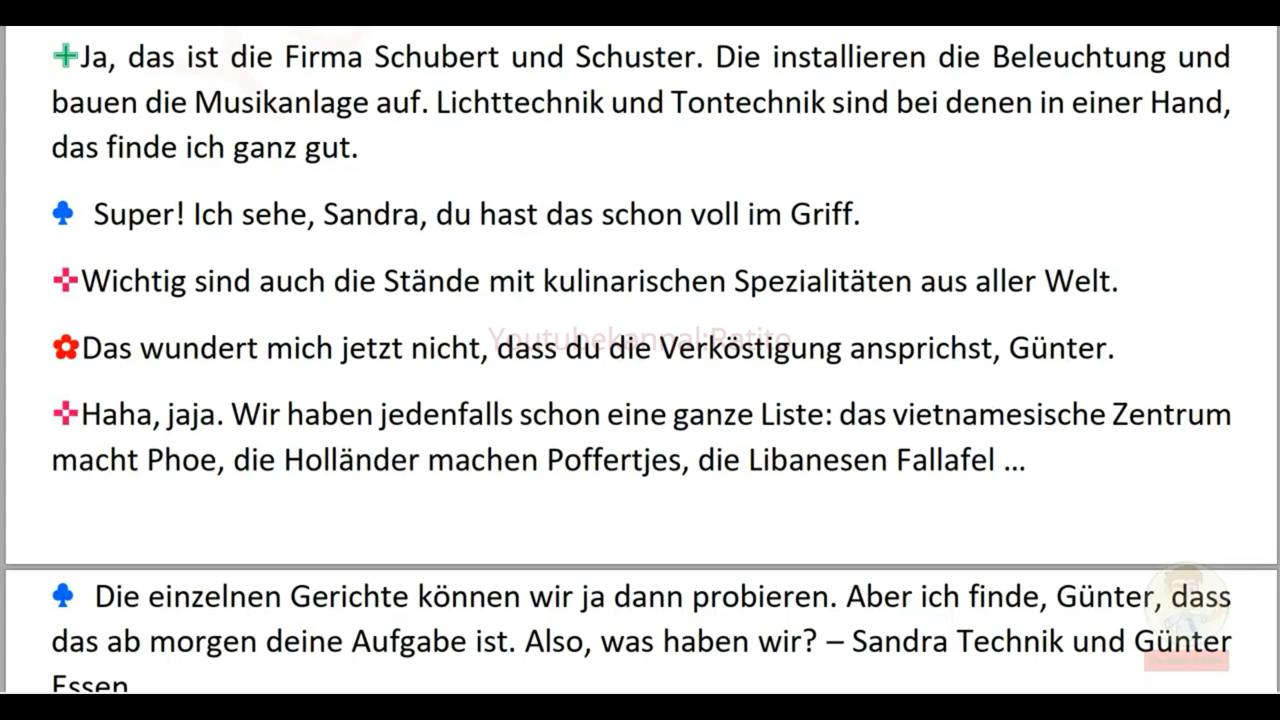 Ja, das ist die Firma Schubert und Schuster. Die installieren die Beleuchtung und
bauen die Musikanlage auf. Lichttechnik und Tontechnik sind bei denen in einer Hand,
das finde ich ganz gut.
Super! Ich sehe, Sandra, du hast das schon voll im Griff.
Wichtig sind auch die Stände mit kulinarischen Spezialitäten aus aller Welt.
Youtubekannal:Ratito
Das wundert mich jetzt nicht, dass du die Verköstigung ansprichst, Günter.
Haha, jaja. Wir haben jedenfalls schon eine ganze Liste: das vietnamesische Zentrum
macht Phoe, die Holländer machen Poffertjes, die Libanesen Fallafel ...
Die einzelnen Gerichte können wir ja dann probieren. Aber ich finde, Günter, dass
das ab morgen deine Aufgabe ist. Also, was haben wir? – Sandra Technik und Günter
Essen